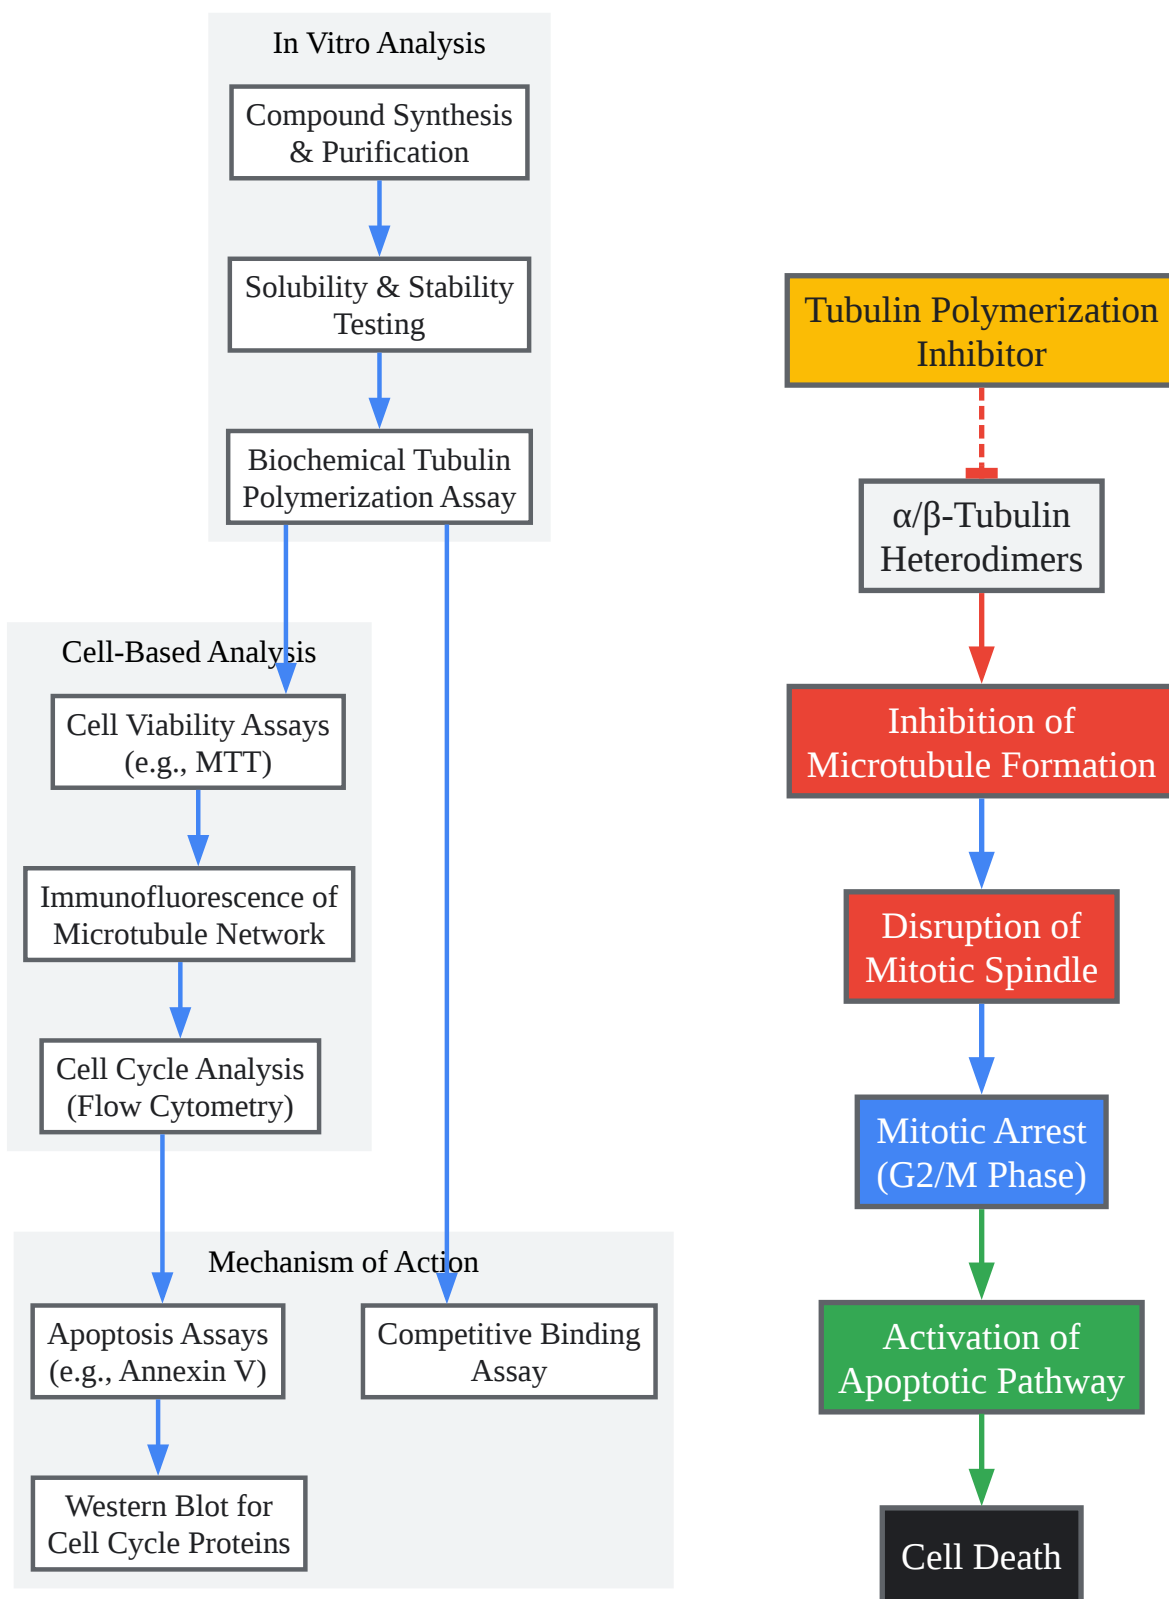 In Vitro Analysis
Compound Synthesis
& Purification
Solubility & Stability
Testing
Biochemical Tubulin
Polymerization Assay
Cell-Based Analysis
Cell Viability Assays
(e.g., MTT)
Immunofluorescence of
Microtubule Network
Cell Cycle Analysis
(Flow Cytometry)
Mechanism of Action
Apoptosis Assays
(e.g., Annexin V)
Competitive Binding
Assay
Western Blot for
Cell Cycle Proteins
Tubulin Polymerization
Inhibitor
α/β-Tubulin
Heterodimers
Inhibition of
Microtubule Formation
Disruption of
Mitotic Spindle
Mitotic Arrest
(G2/M Phase)
Activation of
Apoptotic Pathway
Cell Death